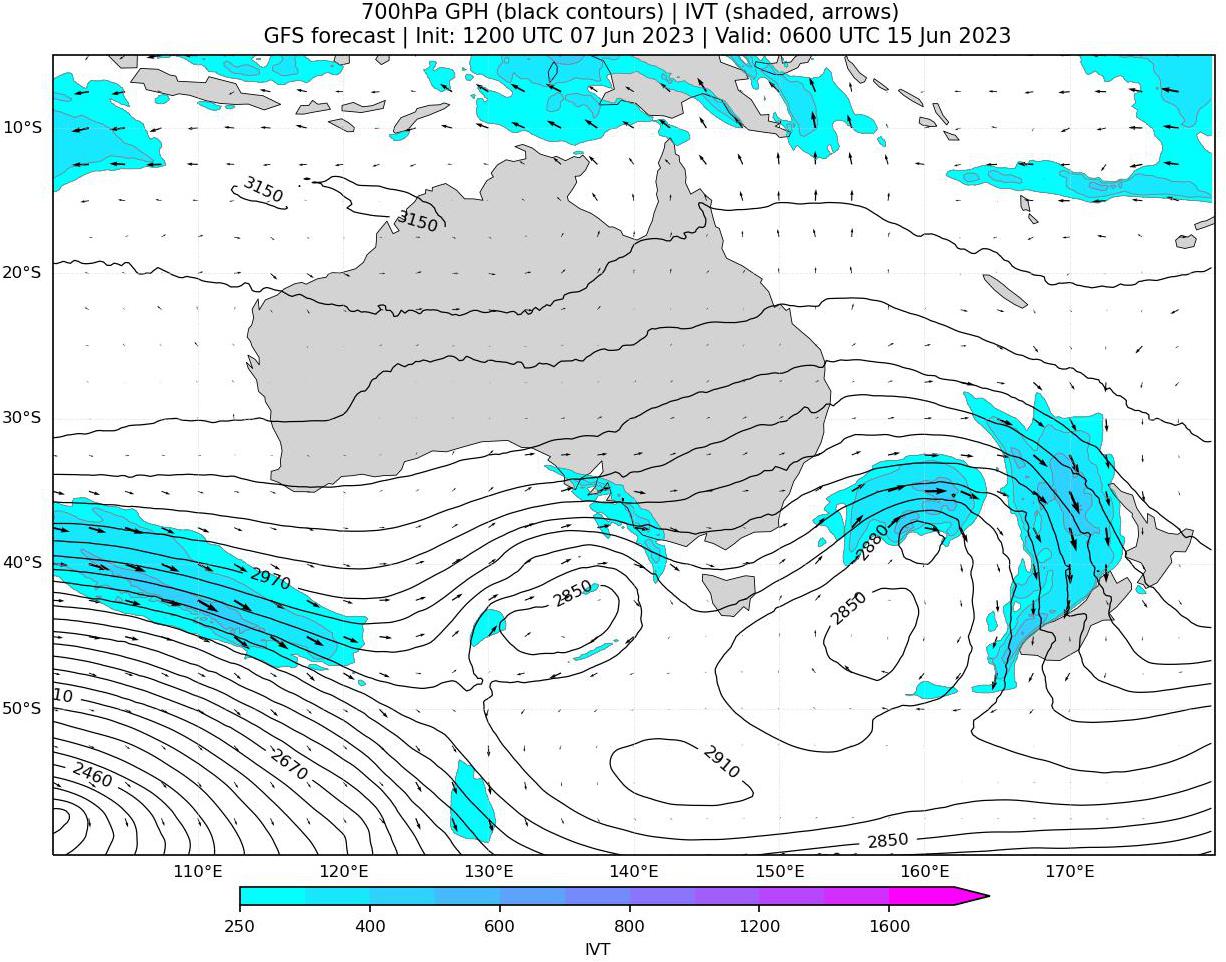 700hPa GPH (black contours) | IVT (shaded, arrows)
GFS forecast | Init: 1200 UTC 07 Jun 2023 | Valid: 0600 UTC 15 Jun 2023
10°S
3150
3150
20°S
30°S
40°S
2970
2850
2880
2850
50°S
10
2460
2670
2910
2850
110°E 120°E 130°E 140°E 150°E 160°E 170°E
250 400 600 800 1200 1600
IVT